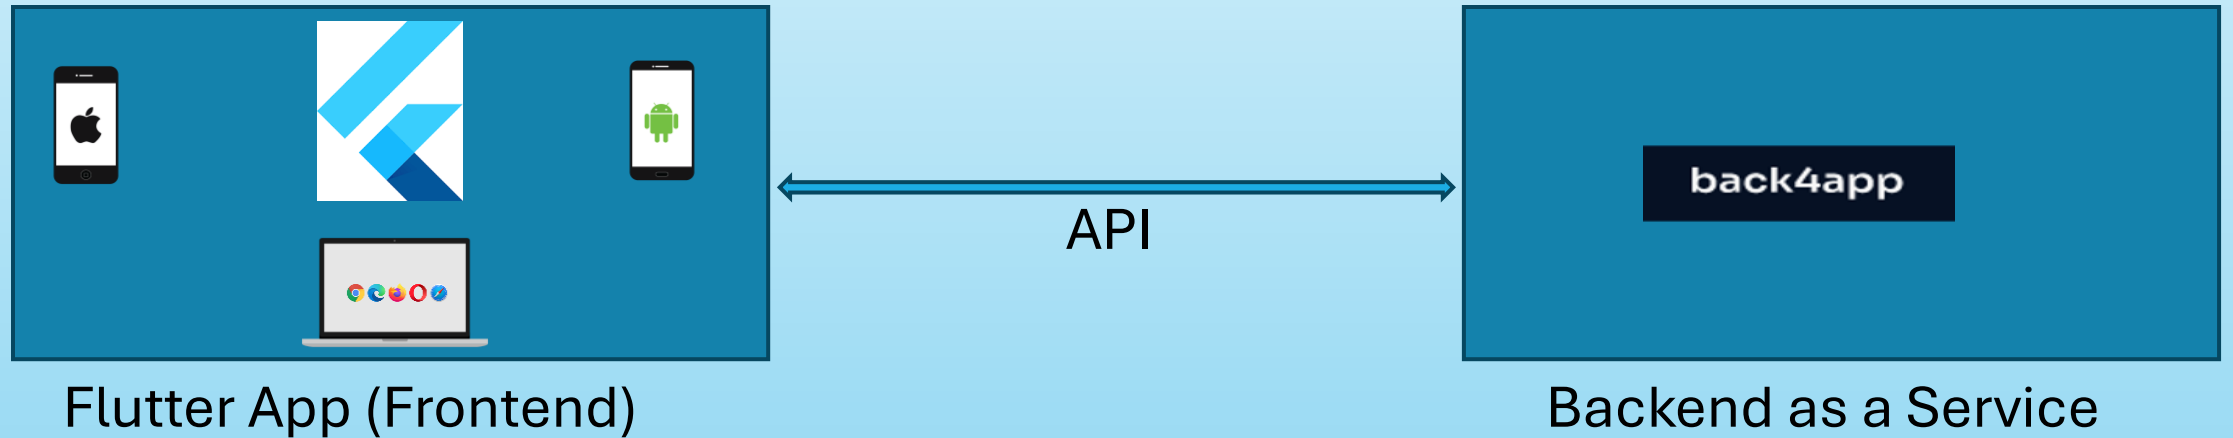 back4app
API
Flutter App (Frontend)
Backend as a Service